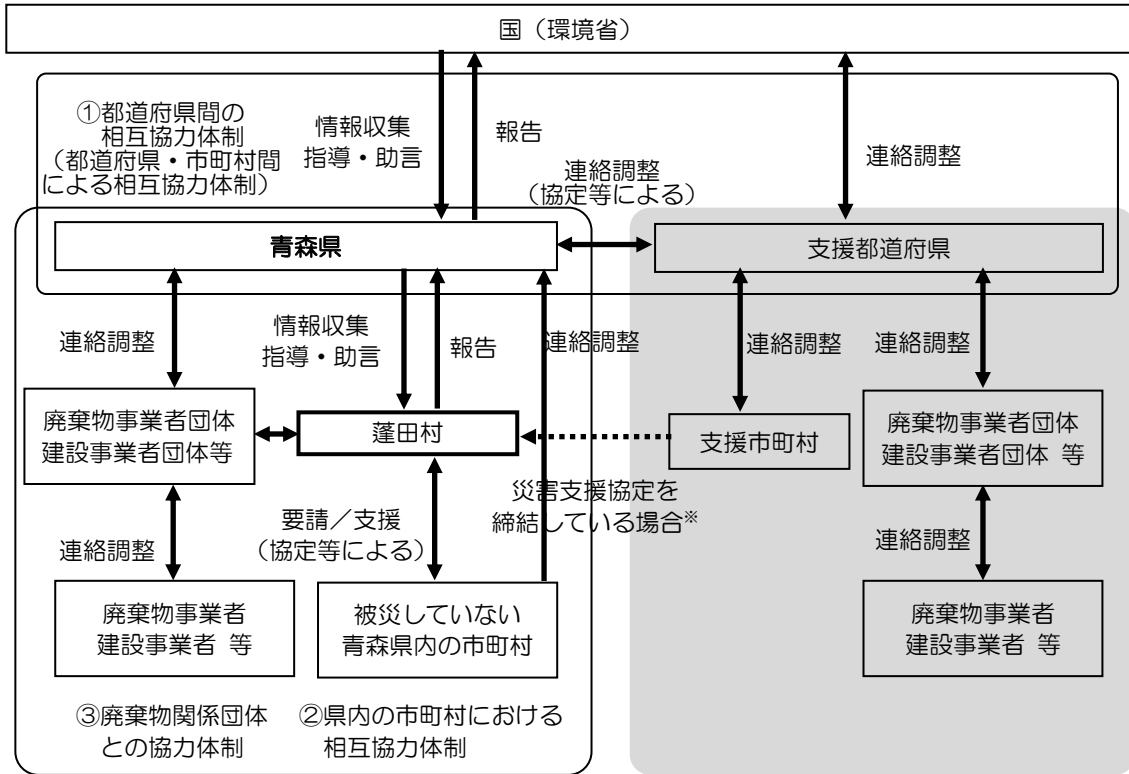 国（環境省）
①都道府県間の
相互協力体制
（都道府県・市町村間
による相互協力体制）
情報収集
指導・助言
報告
連絡調整
（協定等による）
連絡調整
青森県
支援都道府県
連絡調整
情報収集
指導・助言
報告
連絡調整
連絡調整
連絡調整
廃棄物事業者団体
建設事業者団体等
蓬田村
支援市町村
廃棄物事業者団体
建設事業者団体 等
災害支援協定を
締結している場合※
連絡調整
要請／支援
（協定等による）
連絡調整
廃棄物事業者
建設事業者 等
被災していない
青森県内の市町村
廃棄物事業者
建設事業者 等
③廃棄物関係団体
との協力体制
②県内の市町村における
相互協力体制